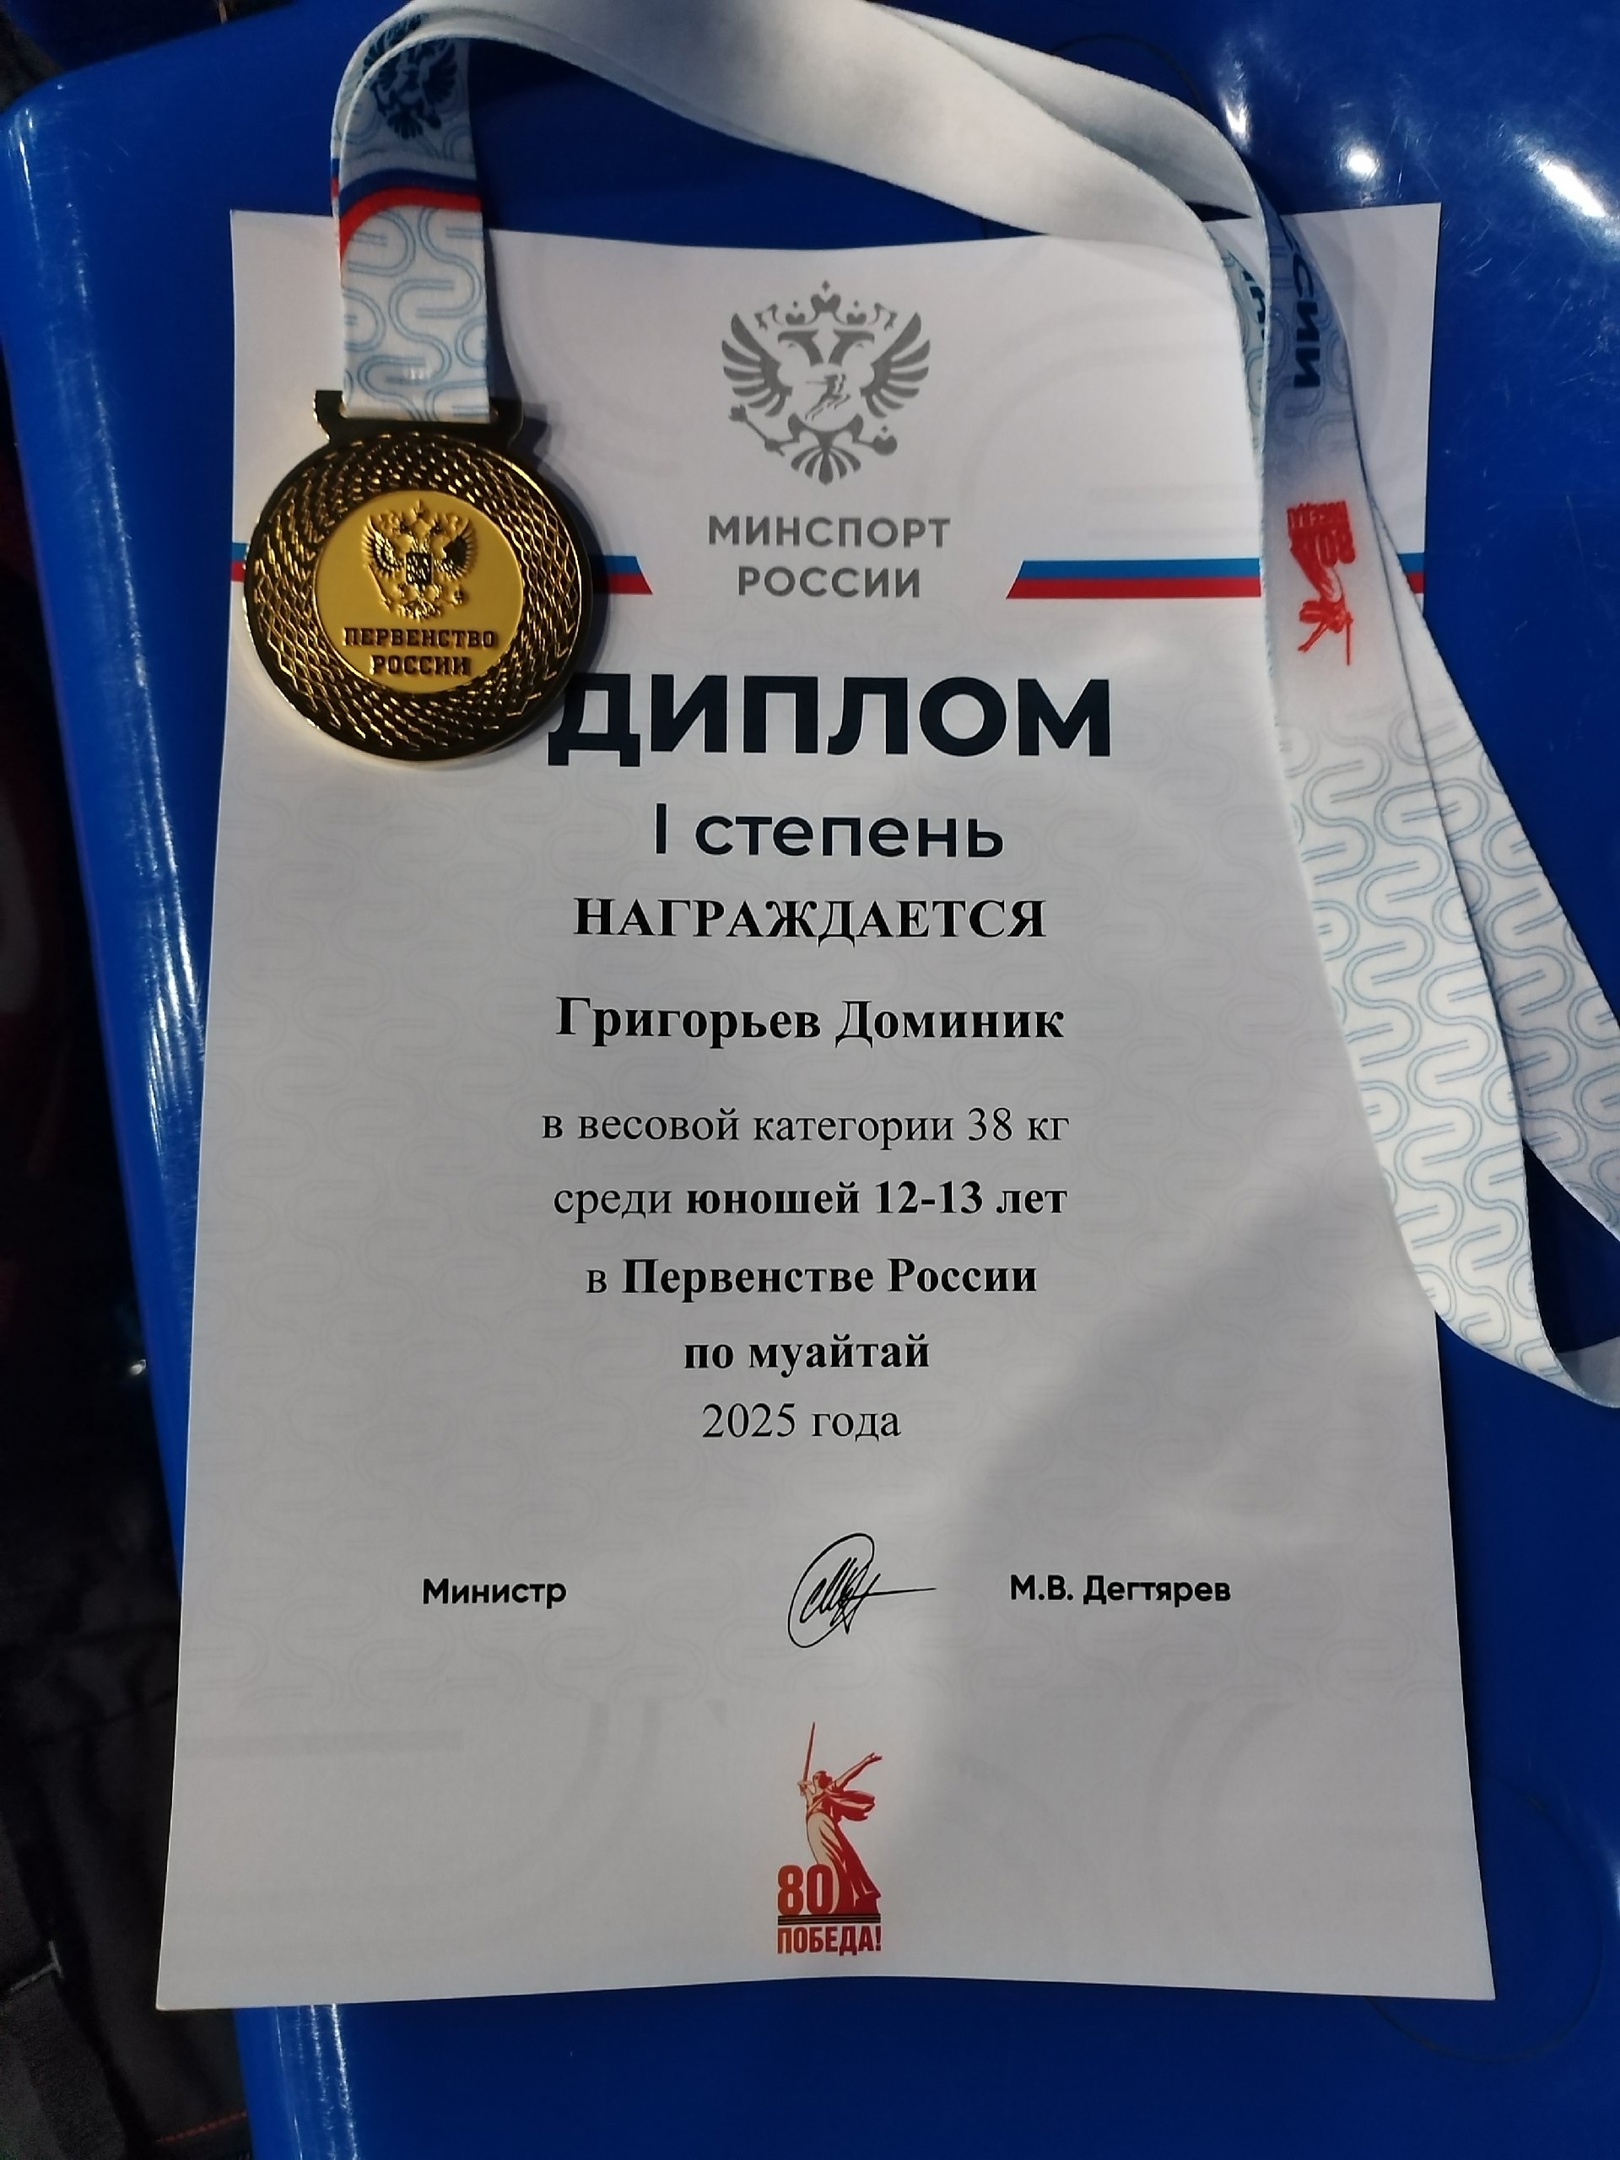 МИНСПОРТ
РОССИИ
ПЕРВЕНСТВО
РОССИИ
ДИПЛОМ
I степень
НАГРАЖДАЕТСЯ
Григорьев Доминик
в весовой категории 38 кг
среди юношей 12-13 лет
в Первенстве России
по муайтай
2025 года
Министр
М.В. Дегтярев
80
ПОБЕДА!